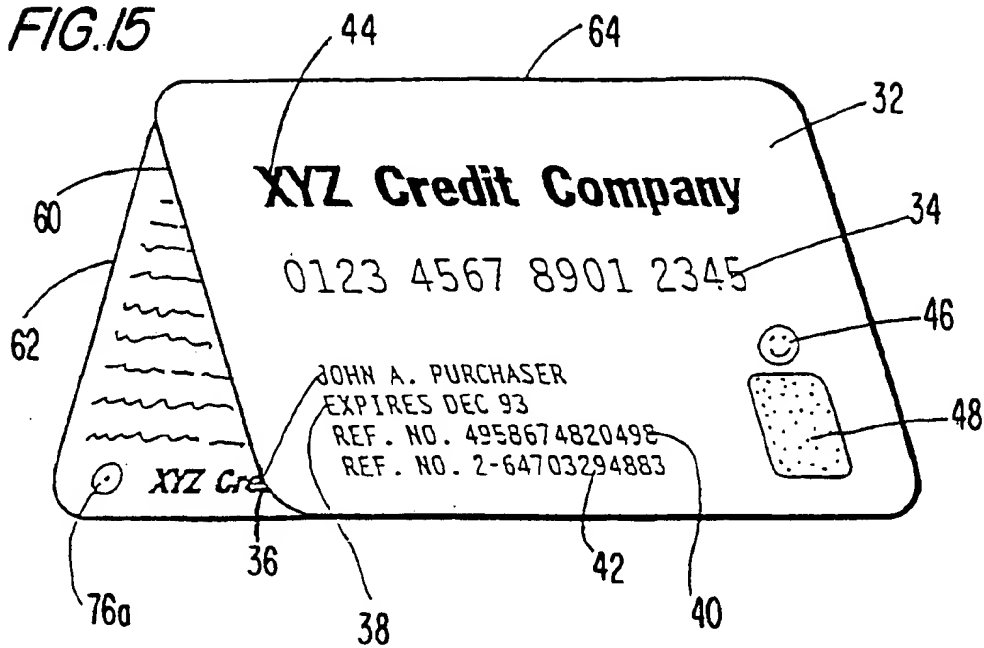 FIG. 15
44
64
32
XYZ Credit Company
60
34
0123 4567 8901 2345
62
46
JOHN A. PURCHASER
EXPIRES DEC 93
REF. NO. 4958674820498
48
REF. NO. 2-64703294883
XYZ Cre
36
42
76a
38
40